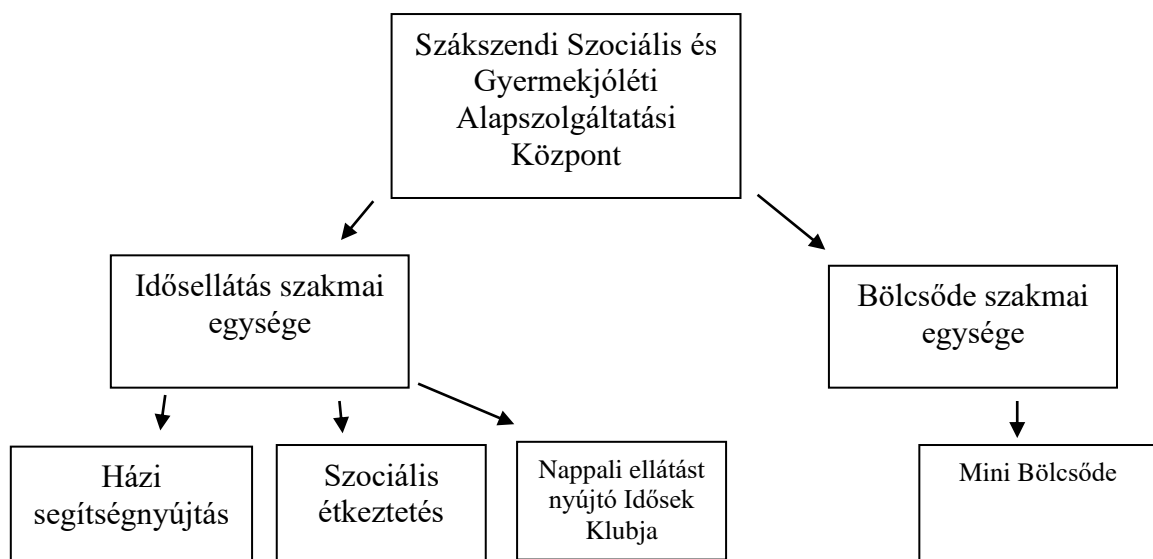 Szákszendi Szociális és
Gyermekjóléti
Alapszolgáltatási
Központ
Idősellátás szakmai
egysége
Bölcsőde szakmai
egysége
Házi
segítségnyújtás
Szociális
étkeztetés
Nappali ellátást
nyújtó Idősek
Klubja
Mini Bölcsőde